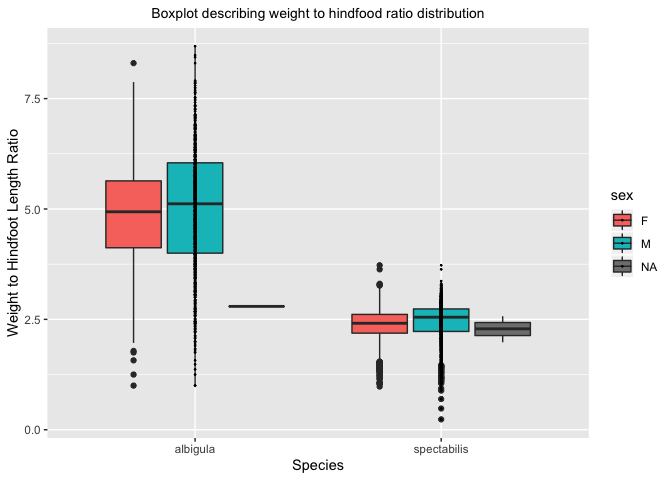 Boxplot describing weight to hindfood ratio distribution
Weight to Hindfoot Length Ratio
7.5
5.0
2.5
0.0
albigula
spectabilis
Species
sex
F
M
NA